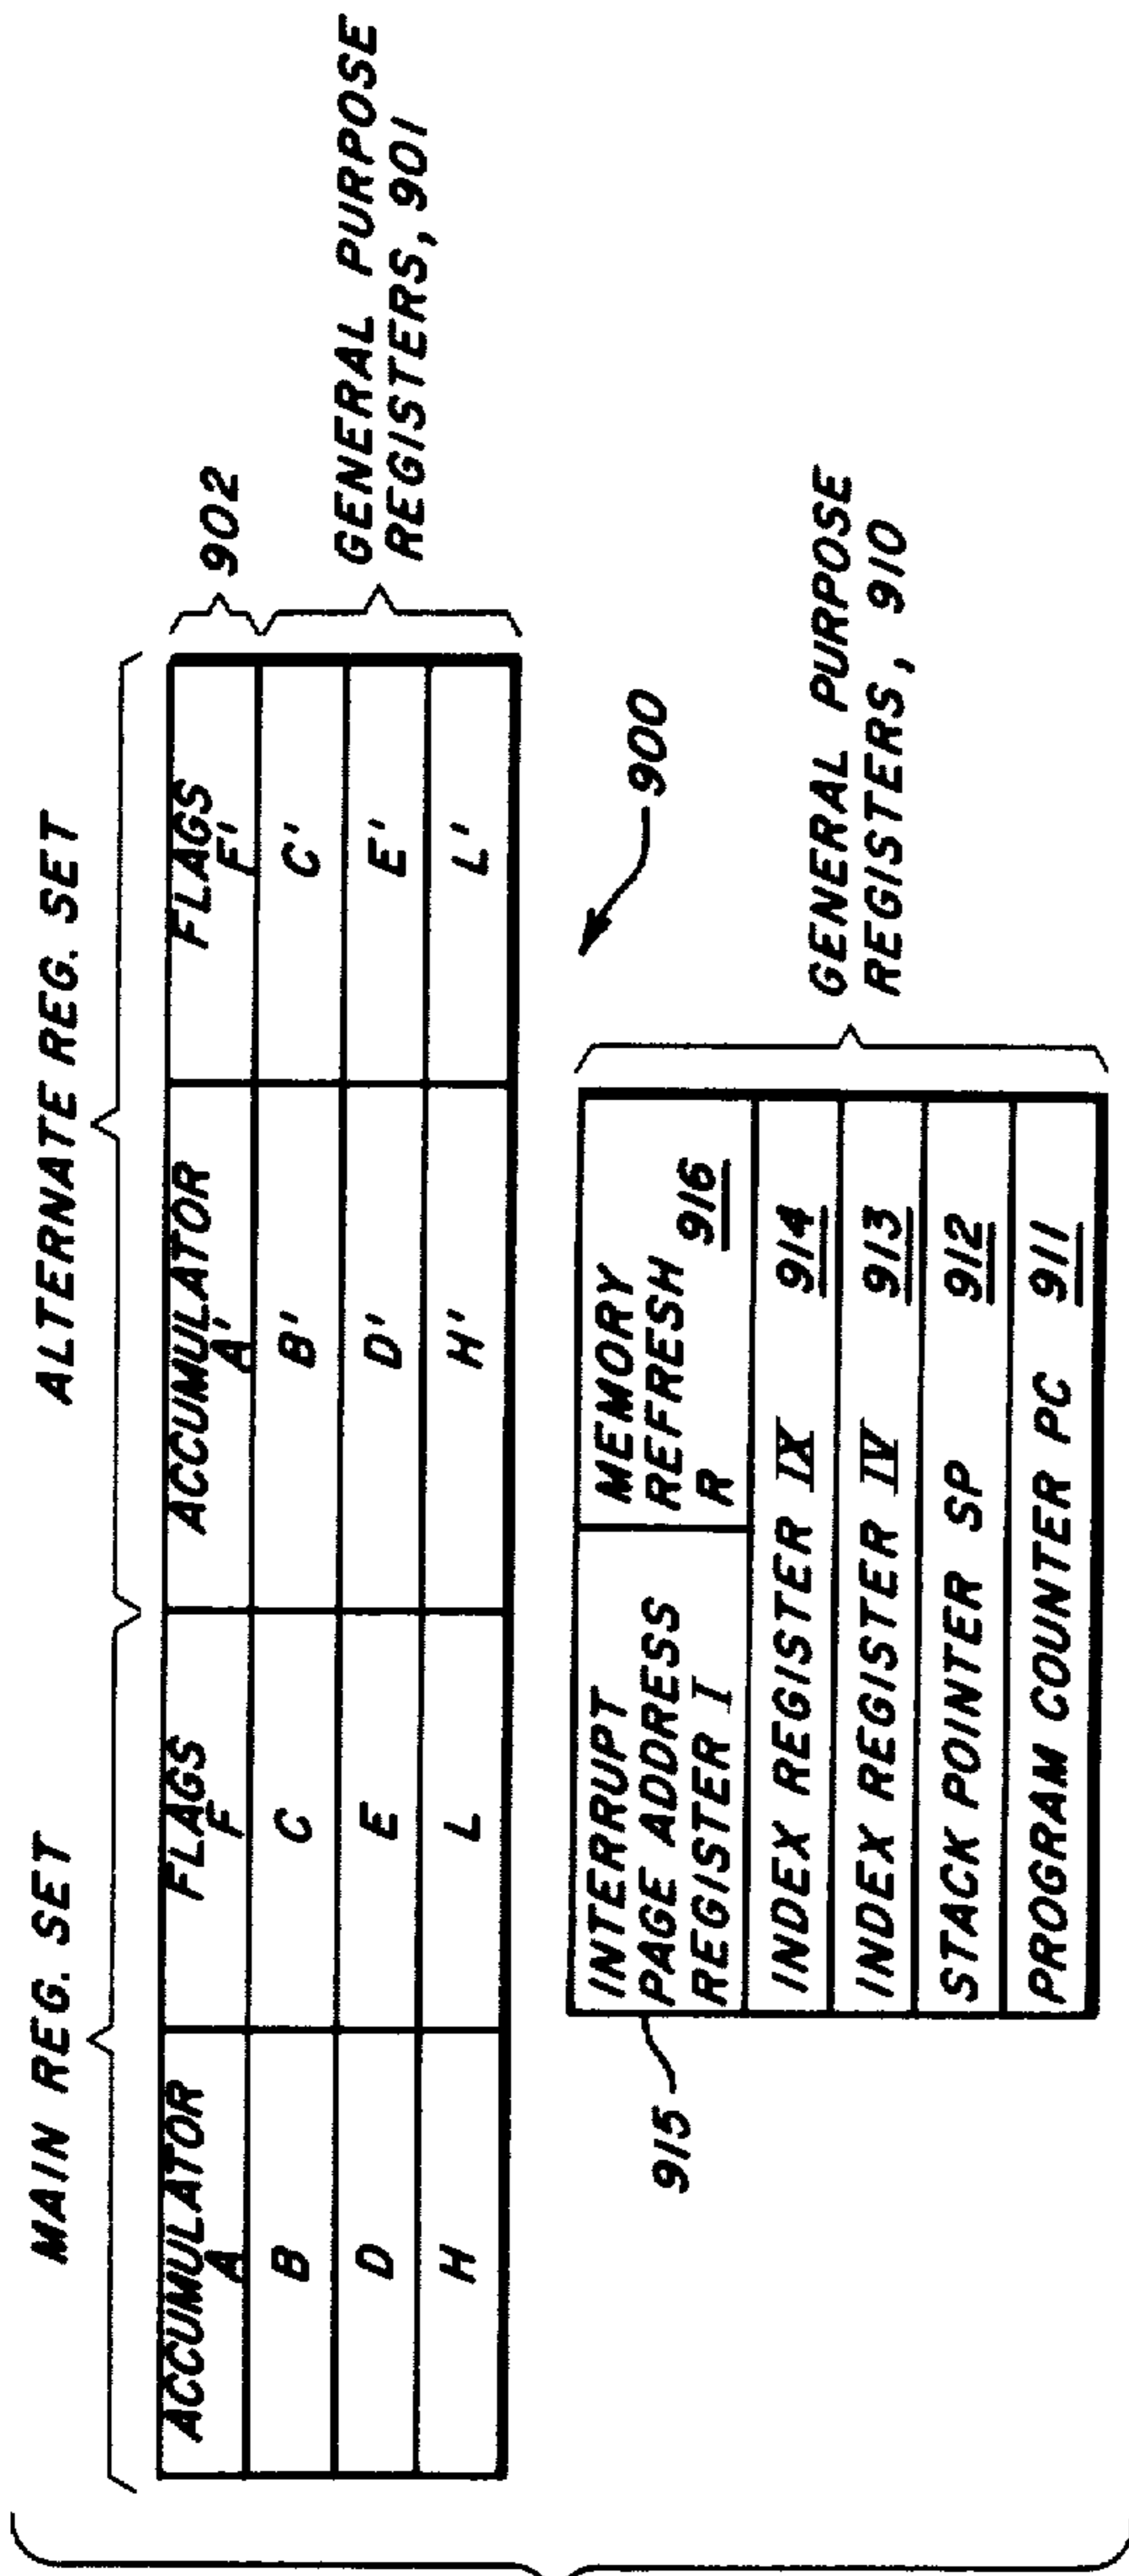 MAIN REG. SET
ALTERNATE REG. SET
ACCUMULATOR A
FLAGS F
ACCUMULATOR A'
FLAGS F'
902
B
C
B'
C'
D
E
D'
E'
H
L
H'
L'
GENERAL PURPOSE
REGISTERS, 901
900
915
INTERRUPT
PAGE ADDRESS
REGISTER I
MEMORY
REFRESH
R 916
INDEX REGISTER IX 914
INDEX REGISTER IV 913
STACK POINTER SP 912
PROGRAM COUNTER PC 911
GENERAL PURPOSE
REGISTERS, 910